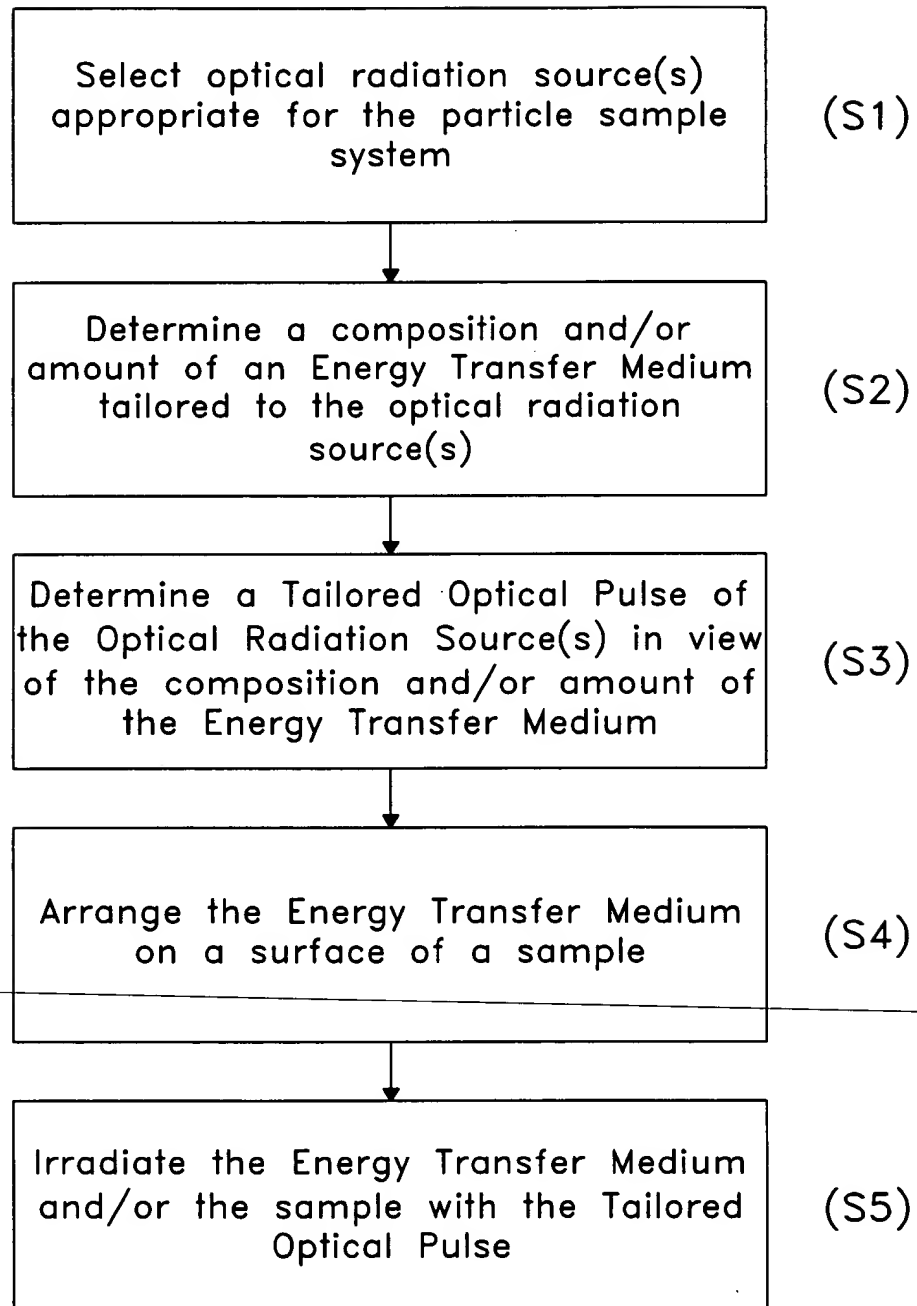 Select optical radiation source(s)
appropriate for the particle sample
system
(S1)
Determine a composition and/or
amount of an Energy Transfer Medium
tailored to the optical radiation
source(s)
(S2)
Determine a Tailored Optical Pulse of
the Optical Radiation Source(s) in view
of the composition and/or amount of
the Energy Transfer Medium
(S3)
Arrange the Energy Transfer Medium
on a surface of a sample
(S4)
Irradiate the Energy Transfer Medium
and/or the sample with the Tailored
Optical Pulse
(S5)